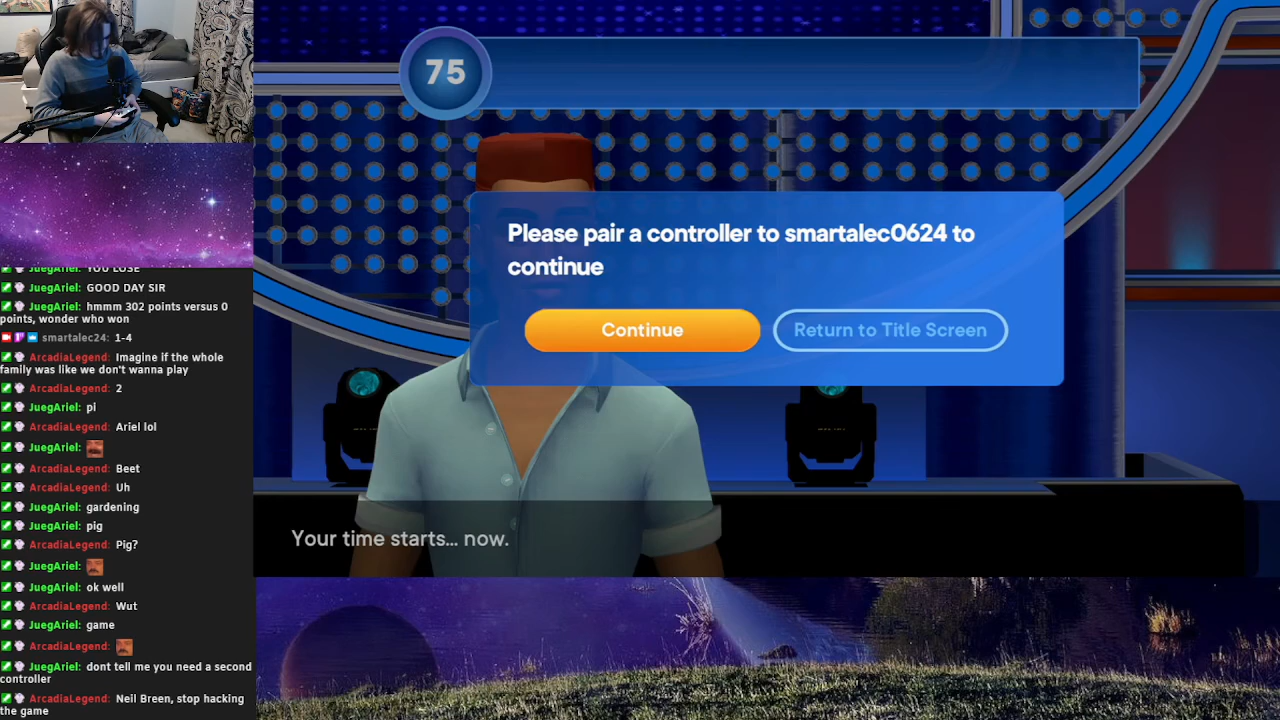 JuegAriel: YOU LOSE
JuegAriel: GOOD DAY SIR
JuegAriel: hmmm 302 points versus 0
points, wonder who won
smartalec24: 1-4
ArcadiaLegend: Imagine if the whole
family was like we don't wanna play
ArcadiaLegend: 2
JuegAriel: pi
ArcadiaLegend: Ariel lol
JuegAriel:
ArcadiaLegend: Beet
ArcadiaLegend: Uh
JuegAriel: gardening
JuegAriel: pig
ArcadiaLegend: Pig?
JuegAriel:
JuegAriel: ok well
ArcadiaLegend: Wut
JuegAriel: game
ArcadiaLegend:
JuegAriel: dont tell me you need a second
controller
ArcadiaLegend: Neil Breen, stop hacking
the game
75
Please pair a controller to smartalec0624 to
continue
Continue
Return to Title Screen
Your time starts... now.